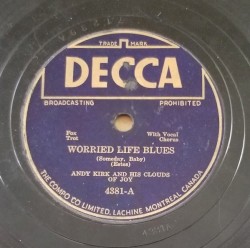 TRADE MARK
DECCA
BROADCASTING PROHIBITED
Fox With Vocal
Trot Chorus
WORRIED LIFE BLUES
(Someday, Baby)
(Estes)
ANDY KIRK AND HIS CLOUDS
OF JOY
4381-A
THE COMPO CO. LIMITED, LACHINE MONTREAL CANADA